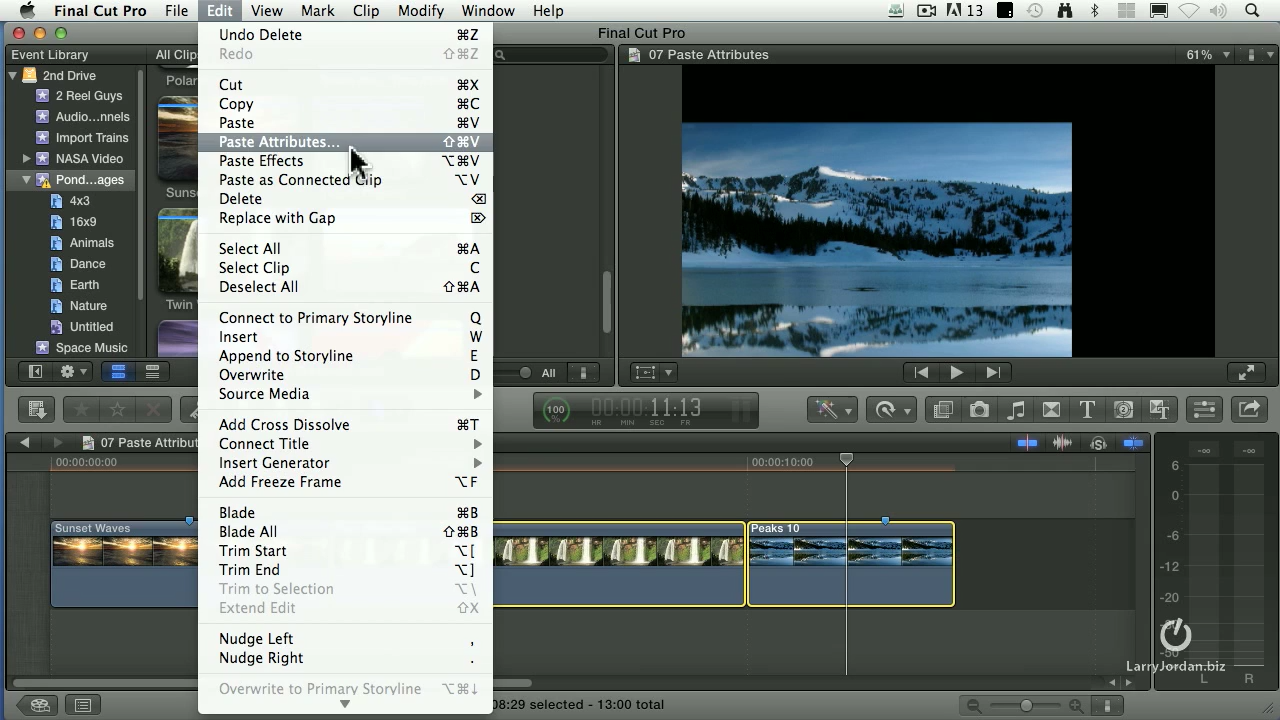 Final Cut Pro File Edit View Mark Clip Modify Window Help 13
Final Cut Pro
Event Library
All Clip
2nd Drive
2 Reel Guys
Audio...nnels
Import Trains
NASA Video
Pond...ages
4x3
16x9
Animals
Dance
Earth
Nature
Untitled
Space Music
Polar
Sunse
Twin
All
Undo Delete ⌘Z
Redo ⇧⌘Z
Cut ⌘X
Copy ⌘C
Paste ⌘V
Paste Attributes... ⇧⌘V
Paste Effects ⌥⌘V
Paste as Connected Clip ⌥V
Delete ⌫
Replace with Gap ⌦
Select All ⌘A
Select Clip C
Deselect All ⇧⌘A
Connect to Primary Storyline Q
Insert W
Append to Storyline E
Overwrite D
Source Media
Add Cross Dissolve ⌘T
Connect Title
Insert Generator
Add Freeze Frame ⌥F
Blade ⌘B
Blade All ⇧⌘B
Trim Start ⌥[
Trim End ⌥]
Trim to Selection ⌥\
Extend Edit ⇧X
Nudge Left ,
Nudge Right .
Overwrite to Primary Storyline ⌥⌘↓
07 Paste Attributes 61%
100 %
00:00:11:13
HR MIN SEC FR
07 Paste Attribut
00:00:00:00
00:00:10:00
Sunset Waves
Peaks 10
-∞ -∞
6
0
-6
-12
-20
-50
L R
LarryJordan.biz
08:29 selected - 13:00 total